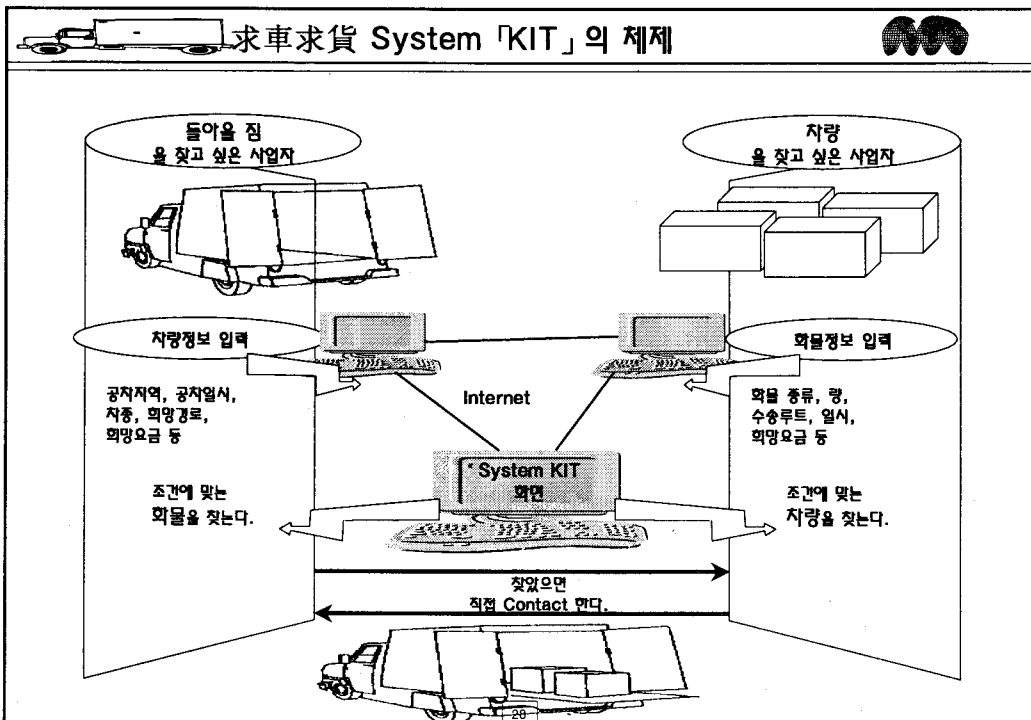 求車求貨 System「KIT」의 체제
돌아올 짐
을 찾고 싶은 사업자
차량
을 찾고 싶은 사업자
차량정보 입력
화물정보 입력
공차지역, 공차일시,
차종, 희망경로,
희망요금 등
Internet
화물 종류, 량,
수송루트, 일시,
희망요금 등
System KIT
화면
조건에 맞는
화물을 찾는다.
조건에 맞는
차량을 찾는다.
찾았으면
직접 Contact 한다.
28